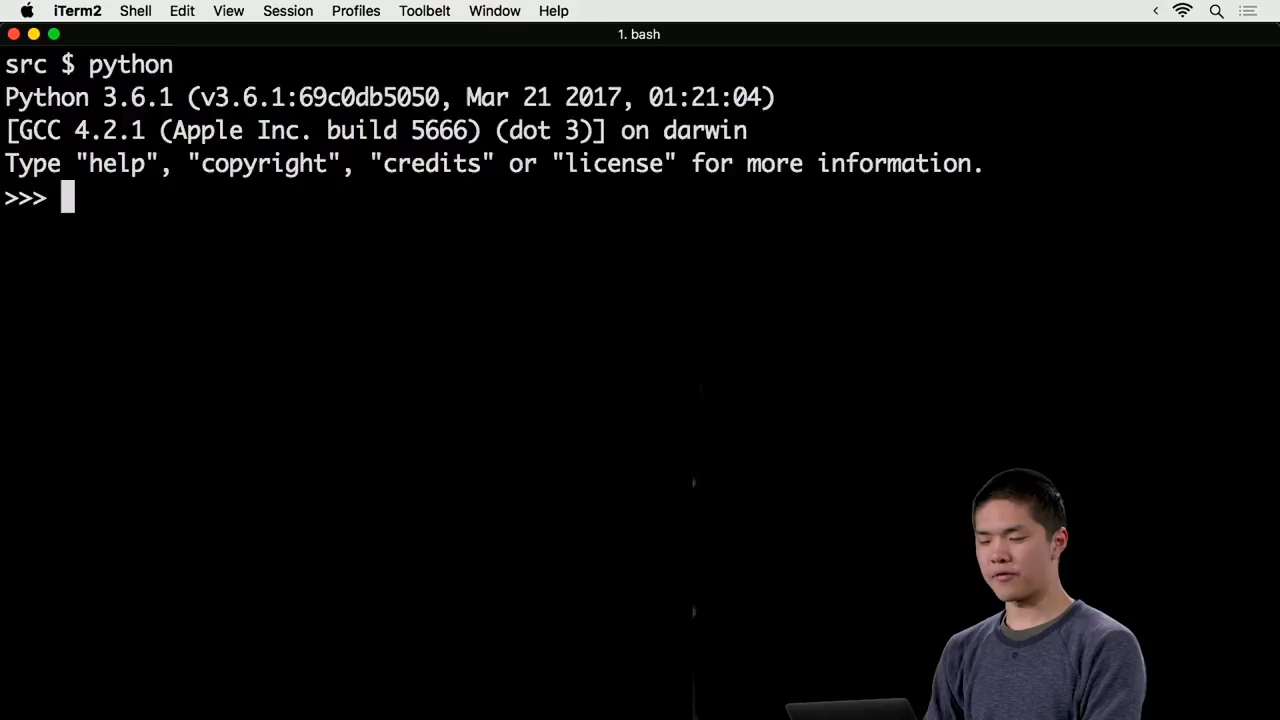 iTerm2 Shell Edit View Session Profiles Toolbelt Window Help
1. bash
src $ python
Python 3.6.1 (v3.6.1:69c0db5050, Mar 21 2017, 01:21:04)
[GCC 4.2.1 (Apple Inc. build 5666) (dot 3)] on darwin
Type "help", "copyright", "credits" or "license" for more information.
>>>